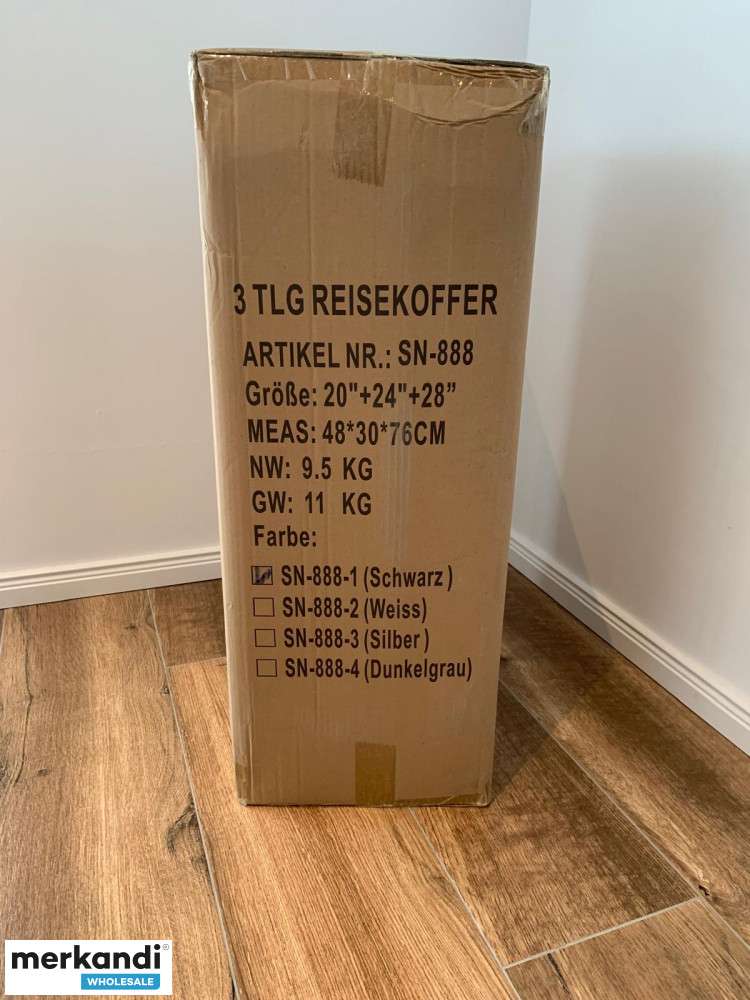 3 TLG REISEKOFFER
ARTIKEL NR.: SN-888
Größe: 20"+24"+28”
MEAS: 48*30*76CM
NW: 9.5 KG
GW: 11 KG
Farbe:
SN-888-1 (Schwarz)
SN-888-2 (Weiss)
SN-888-3 (Silber)
SN-888-4 (Dunkelgrau)
merkandi®
WHOLESALE